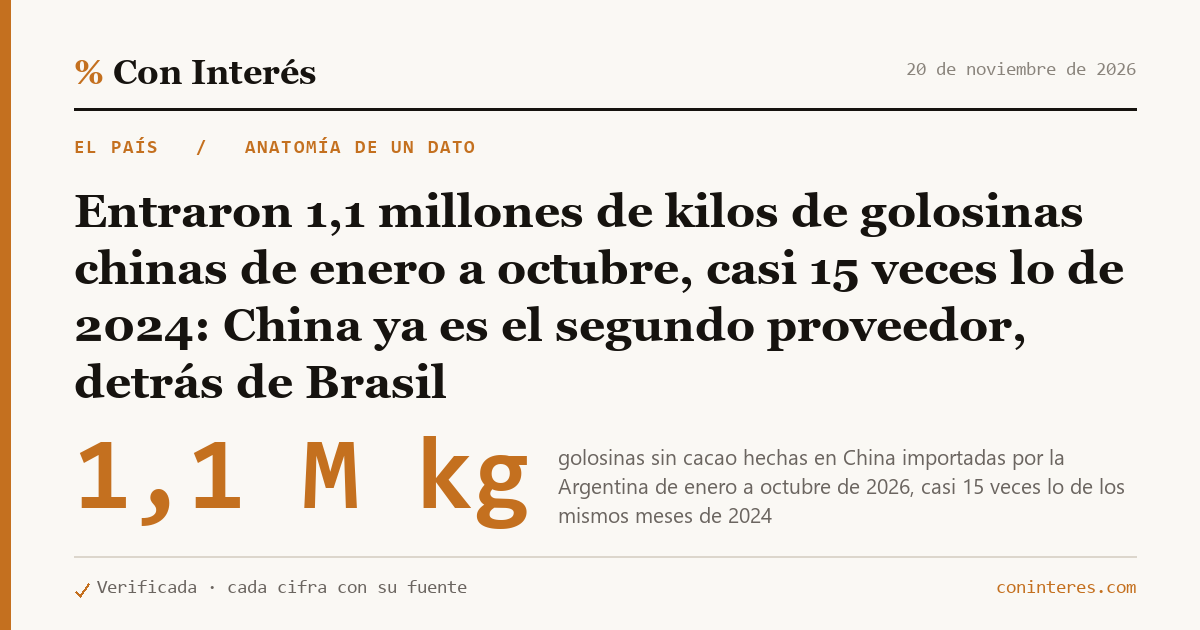 % Con Interés
20 de noviembre de 2026
EL PAÍS / ANATOMÍA DE UN DATO
Entraron 1,1 millones de kilos de golosinas
chinas de enero a octubre, casi 15 veces lo de
2024: China ya es el segundo proveedor,
detrás de Brasil
1,1 M kg
golosinas sin cacao hechas en China importadas por la
Argentina de enero a octubre de 2026, casi 15 veces lo de los
mismos meses de 2024
✓ Verificada · cada cifra con su fuente
coninteres.com